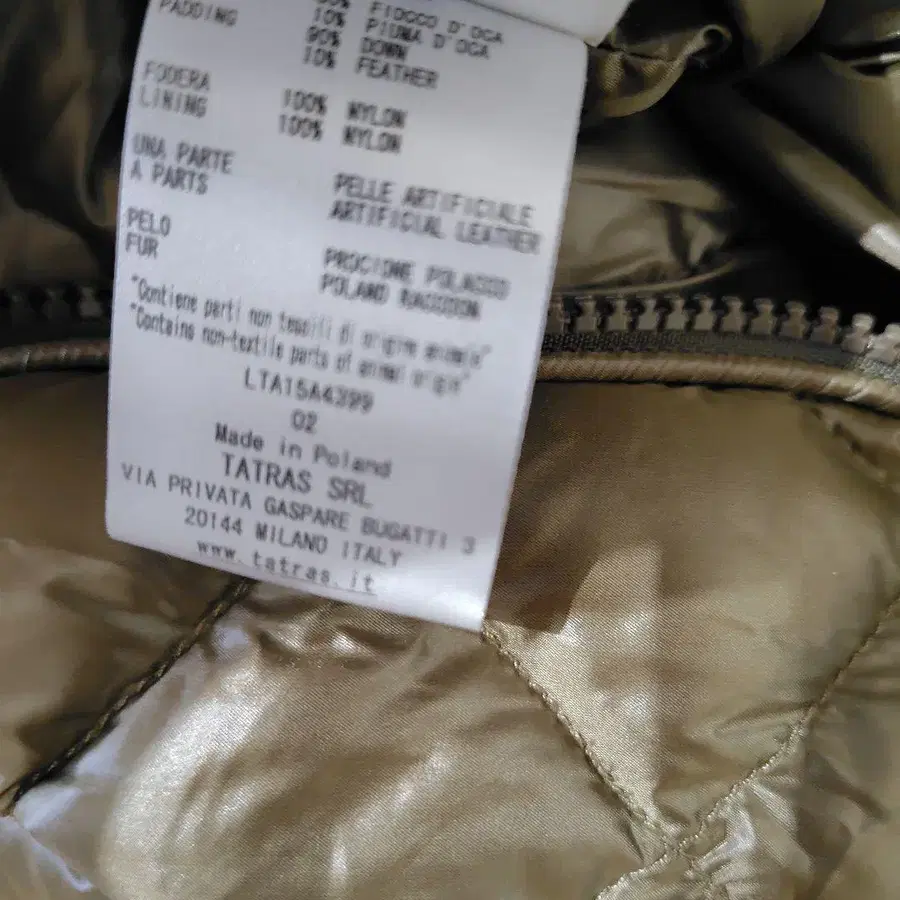 PADDING
FIOCCO D'OCA
10% PIUMA D'OCA
90% DOWN
10% FEATHER
FODERA 100% NYLON
LINING 100% NYLON
UNA PARTE PELLE ARTIFICIALE
A PARTS ARTIFICIAL LEATHER
PELO PROCIONE POLACCO
FUR POLAND RACCOON
"Contiene parti non tessili di origine animale"
"Contains non-textile parts of animal origin"
LTA15A4399
02
Made in Poland
TATRAS SRL
VIA PRIVATA GASPARE BUGATTI 3
20144 MILANO ITALY
www.tatras.it